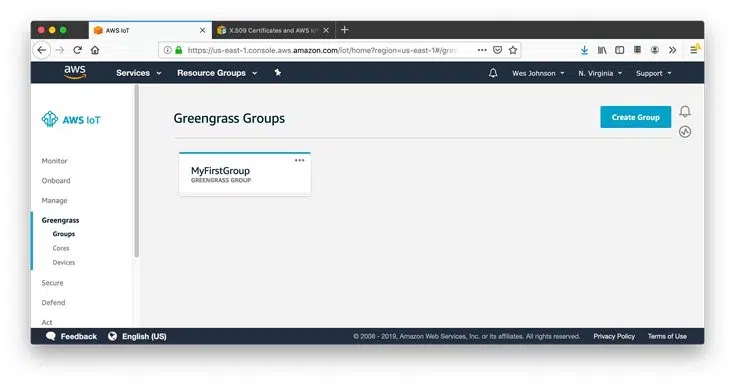 AWS IoT
X.509 Certificates and AWS IoT
https://us-east-1.console.aws.amazon.com/iot/home?region=us-east-1#/gree
aws Services Resource Groups Wes Johnson N. Virginia Support
AWS IoT
Monitor
Onboard
Manage
Greengrass
Groups
Cores
Devices
Secure
Defend
Act
Greengrass Groups
Create Group
MyFirstGroup
GREENGRASS GROUP
Feedback English (US) © 2008 - 2019, Amazon Web Services, Inc. or its affiliates. All rights reserved. Privacy Policy Terms of Use